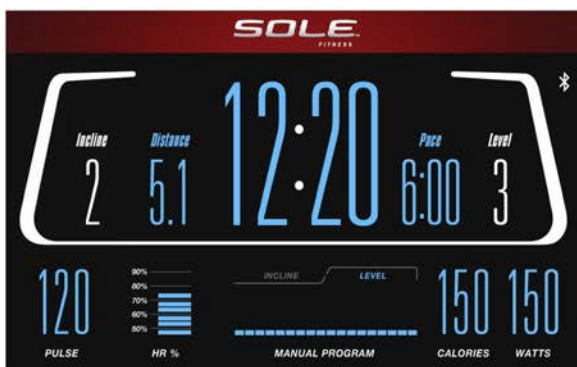 SOLE
FITNESS
12:20
Incline
Distance
Pace
Level
2
5.1
6:00
3
120
90%
80%
70%
60%
50%
INCLINE
LEVEL
150
150
PULSE
HR %
MANUAL PROGRAM
CALORIES
WATTS